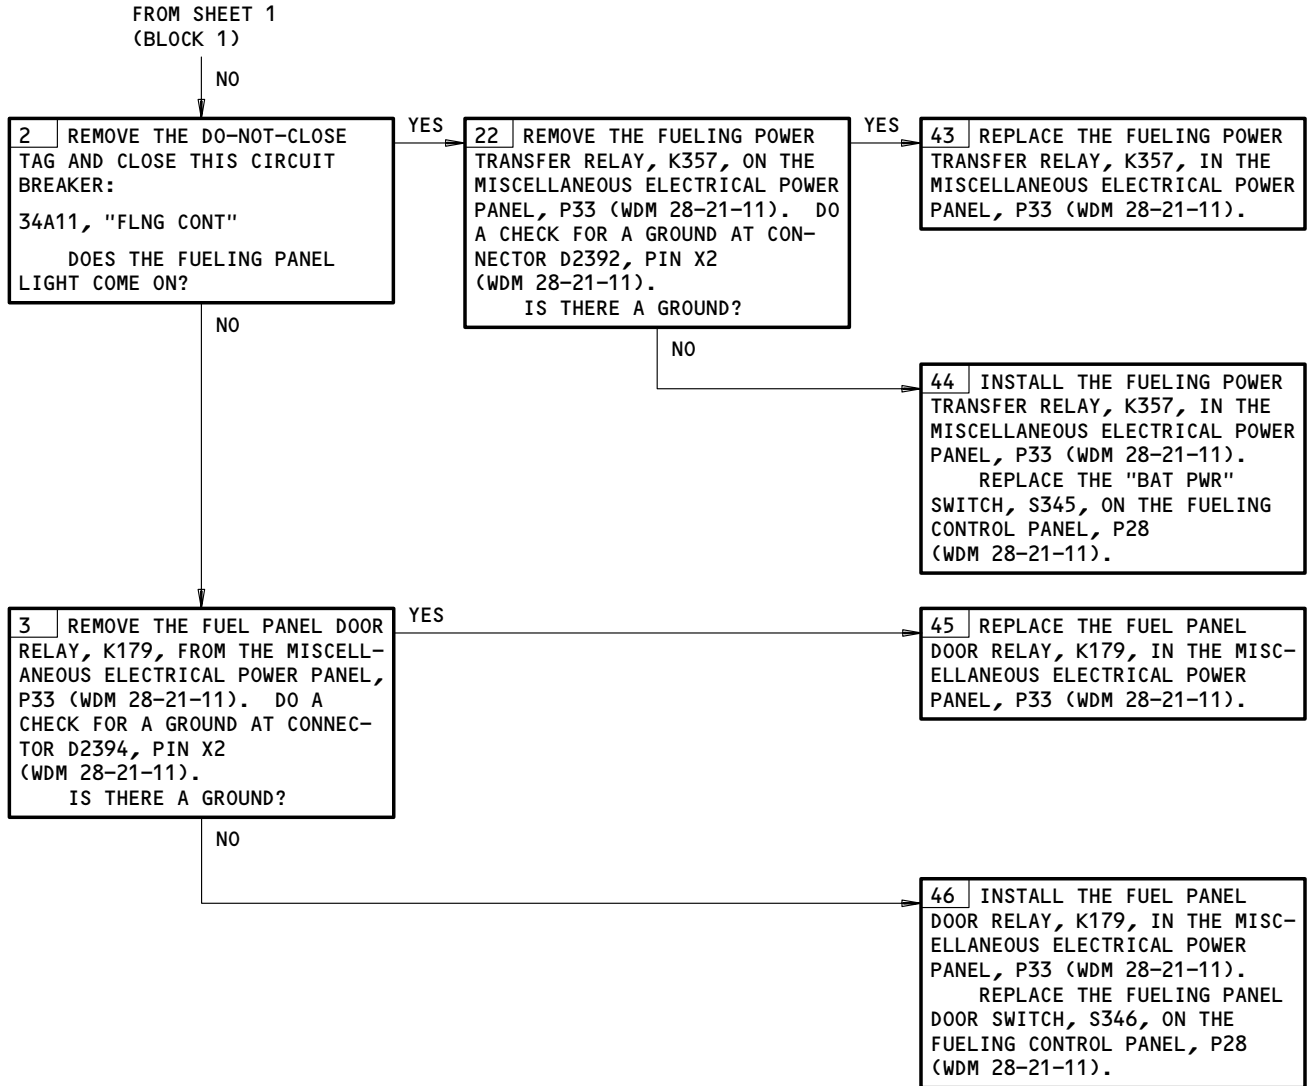 FROM SHEET 1
(BLOCK 1)
NO
2 REMOVE THE DO-NOT-CLOSE
TAG AND CLOSE THIS CIRCUIT
BREAKER:
34A11, "FLNG CONT"
DOES THE FUELING PANEL
LIGHT COME ON?
YES
22 REMOVE THE FUELING POWER
TRANSFER RELAY, K357, ON THE
MISCELLANEOUS ELECTRICAL POWER
PANEL, P33 (WDM 28-21-11). DO
A CHECK FOR A GROUND AT CON-
NECTOR D2392, PIN X2
(WDM 28-21-11).
IS THERE A GROUND?
YES
43 REPLACE THE FUELING POWER
TRANSFER RELAY, K357, IN THE
MISCELLANEOUS ELECTRICAL POWER
PANEL, P33 (WDM 28-21-11).
NO
NO
44 INSTALL THE FUELING POWER
TRANSFER RELAY, K357, IN THE
MISCELLANEOUS ELECTRICAL POWER
PANEL, P33 (WDM 28-21-11).
REPLACE THE "BAT PWR"
SWITCH, S345, ON THE FUELING
CONTROL PANEL, P28
(WDM 28-21-11).
3 REMOVE THE FUEL PANEL DOOR
RELAY, K179, FROM THE MISCELL-
ANEOUS ELECTRICAL POWER PANEL,
P33 (WDM 28-21-11). DO A
CHECK FOR A GROUND AT CONNEC-
TOR D2394, PIN X2
(WDM 28-21-11).
IS THERE A GROUND?
YES
45 REPLACE THE FUEL PANEL
DOOR RELAY, K179, IN THE MISC-
ELLANEOUS ELECTRICAL POWER
PANEL, P33 (WDM 28-21-11).
NO
46 INSTALL THE FUEL PANEL
DOOR RELAY, K179, IN THE MISC-
ELLANEOUS ELECTRICAL POWER
PANEL, P33 (WDM 28-21-11).
REPLACE THE FUELING PANEL
DOOR SWITCH, S346, ON THE
FUELING CONTROL PANEL, P28
(WDM 28-21-11).